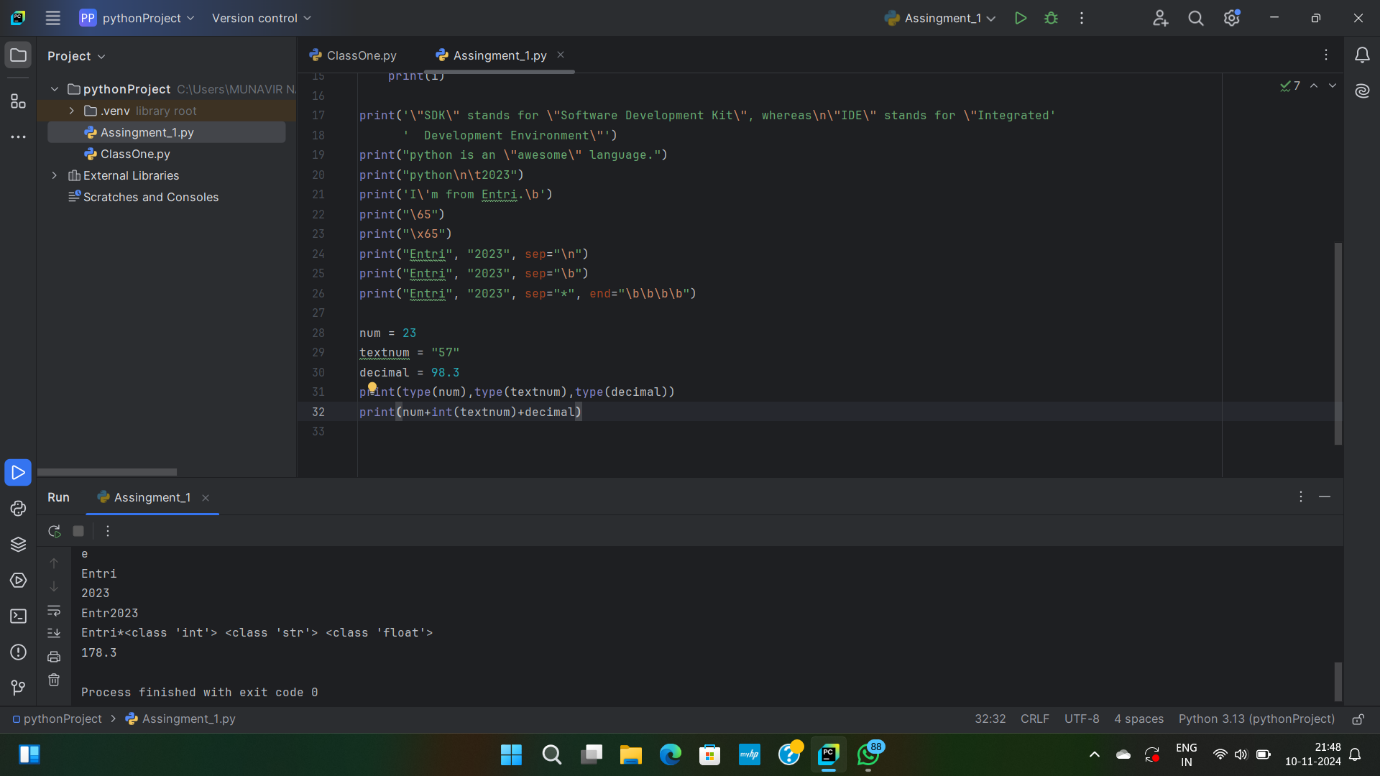 PP pythonProject Version control Assingment_1
Project
ClassOne.py Assingment_1.py
pythonProject C:\Users\MUNAVIR N
.venv library root
Assingment_1.py
ClassOne.py
External Libraries
Scratches and Consoles
7
15 print(i)
16
17 print('\"SDK\" stands for \"Software Development Kit\", whereas\n\"IDE\" stands for \"Integrated'
18 '  Development Environment\"')
19 print("python is an \"awesome\" language.")
20 print("python\n\t2023")
21 print('I\'m from Entri.\b')
22 print("\65")
23 print("\x65")
24 print("Entri", "2023", sep="\n")
25 print("Entri", "2023", sep="\b")
26 print("Entri", "2023", sep="*", end="\b\b\b\b")
27
28 num = 23
29 textnum = "57"
30 decimal = 98.3
31 print(type(num),type(textnum),type(decimal))
32 print(num+int(textnum)+decimal)
33
Run Assingment_1
e
Entri
2023
Entr2023
Entri*<class 'int'> <class 'str'> <class 'float'>
178.3
Process finished with exit code 0
pythonProject Assingment_1.py 32:32 CRLF UTF-8 4 spaces Python 3.13 (pythonProject)
PC
myhp
88
ENG
IN
21:48
10-11-2024